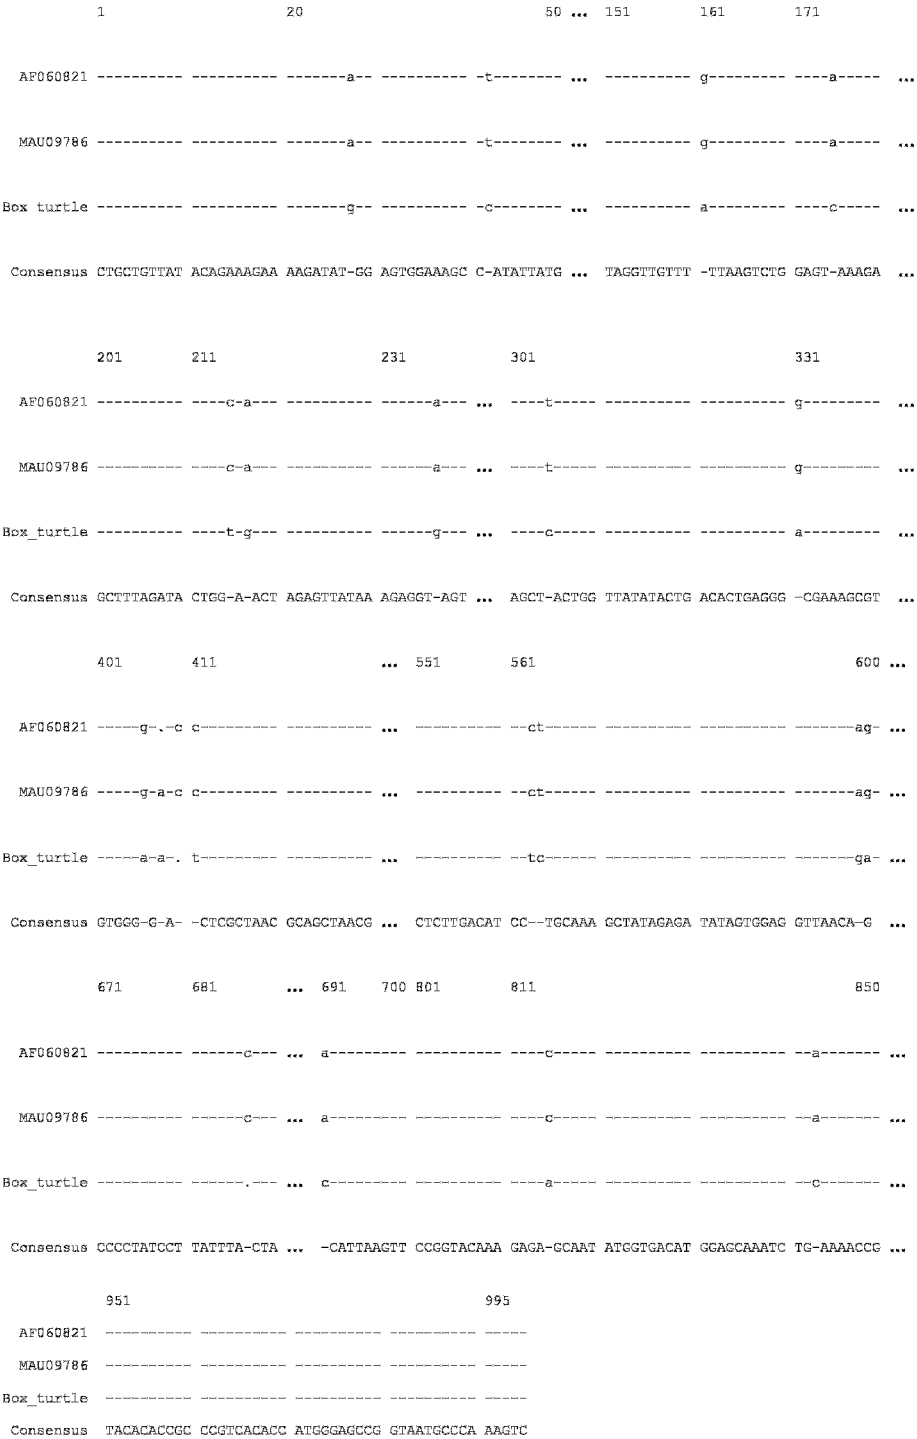 1 20 50 ... 151 161 171
AF060821 ---------- ---------- -------a-- ---------- -t-------- ... ---------- g--------- ----a----- ...
MAU09786 ---------- ---------- -------a-- ---------- -t-------- ... ---------- g--------- ----a----- ...
Box turtle ---------- ---------- -------g-- ---------- -c-------- ... ---------- a--------- ----c----- ...
Consensus CTGCTGTTAT ACAGAAAGAA AAGATAT-GG AGTGGAAAGC C-ATATTATG ... TAGGTTGTTT -TTAAGTCTG GAGT-AAAGA ...
201 211 231 301 331
AF060821 ---------- ----c-a--- ---------- ------a--- ... ----t----- ---------- ---------- g--------- ...
MAU09786 ---------- ----c-a--- ---------- ------a--- ... ----t----- ---------- ---------- g--------- ...
Box_turtle ---------- ----t-g--- ---------- ------g--- ... ----c----- ---------- ---------- a--------- ...
Consensus GCTTTAGATA CTGG-A-ACT AGAGTTATAA AGAGGT-AGT ... AGCT-ACTGG TTATATACTG ACACTGAGGG -CGAAAGCGT ...
401 411 ... 551 561 600 ...
AF060821 -----g-.-c c--------- ---------- ... ---------- --ct------ ---------- ---------- ------ag- ...
MAU09786 -----g-a-c c--------- ---------- ... ---------- --ct------ ---------- ---------- ------ag- ...
Box_turtle -----a-a-. t--------- ---------- ... ---------- --tc------ ---------- ---------- ------ga- ...
Consensus GTGGG-G-A- -CTCGCTAAC GCAGCTAACG ... CTCTTGACAT CC--TGCAAA GCTATAGAGA TATAGTGGAG GTTAACA-G ...
671 681 ... 691 700 801 811 850
AF060821 ---------- ------c--- ... a--------- ---------- ----c----- ---------- ---------- --a------- ...
MAU09786 ---------- ------c--- ... a--------- ---------- ----c----- ---------- ---------- --a------- ...
Box_turtle ---------- ------.--- ... c--------- ---------- ----a----- ---------- ---------- --c------- ...
Consensus CCCCTATCCT TATTTA-CTA ... -CATTAAGTT CCGGTACAAA GAGA-GCAAT ATGGTGACAT GGAGCAAATC TG-AAAACCG ...
951 995
AF060821 ---------- ---------- ---------- ---------- -----
MAU09786 ---------- ---------- ---------- ---------- -----
Box_turtle ---------- ---------- ---------- ---------- -----
Consensus TACACACCGC CCGTCACACC ATGGGAGCCG GTAATGCCCA AAGTC